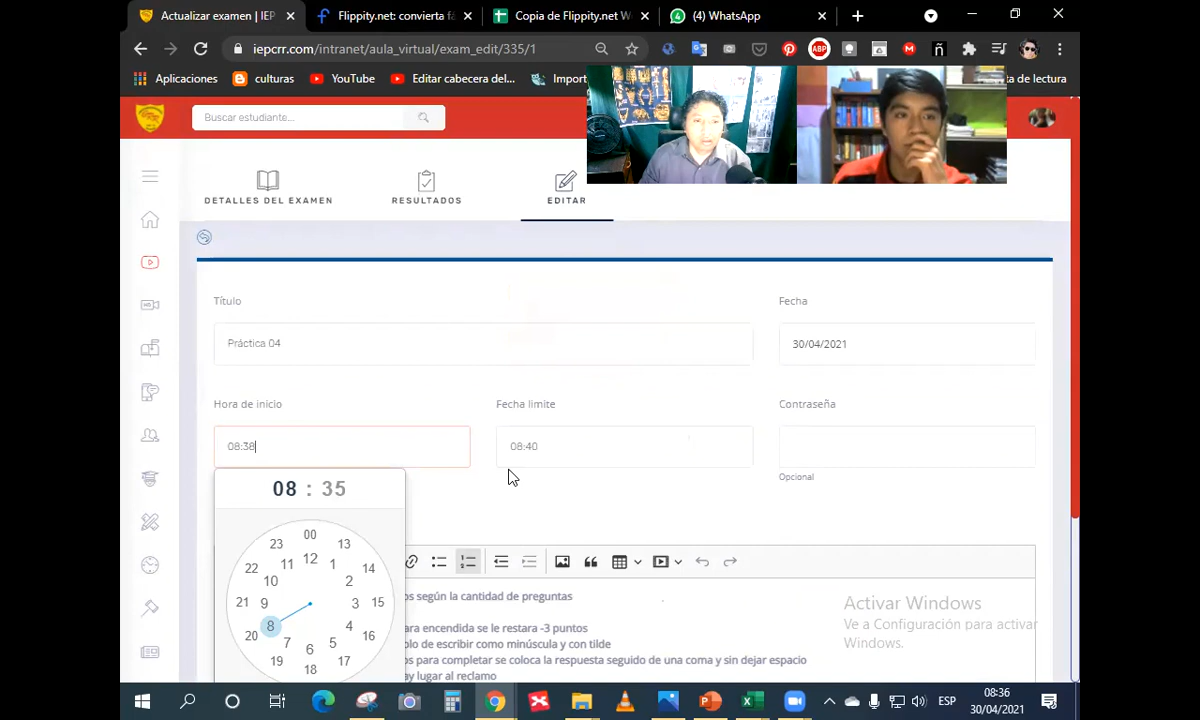 Actualizar examen | IEP
Flippity.net: convierta fá
Copia de Flippity.net W
WhatsApp
iepcrr.com/intranet/aula_virtual/exam_edit/335/1
ABP
M
ñ
Aplicaciones
culturas
YouTube
Editar cabecera del...
Import
ta de lectura
Buscar estudiante...
DETALLES DEL EXAMEN
RESULTADOS
EDITAR
Título
Fecha
Práctica 04
30/04/2021
Hora de inicio
Fecha limite
Contraseña
08:38
08:40
Opcional
08 : 35
00
23
13
12
11
1
22
14
10
2
21
9
3
15
8
4
20
16
7
5
6
19
17
18
os según la cantidad de preguntas
ara encendida se le restara -3 puntos
olo de escribir como minúscula y con tilde
os para completar se coloca la respuesta seguido de una coma y sin dejar espacio
ay lugar al reclamo
Activar Windows
Ve a Configuración para activar
Windows.
ESP
08:36
30/04/2021